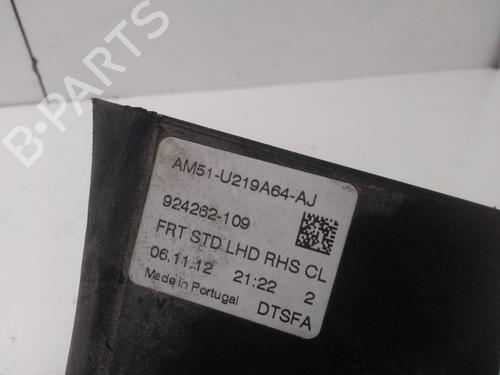 B-PARTS
AM51-U219A64-AJ
924262-109
FRT STD LHD RHS CL
06.11.12 21:22 2
Made in Portugal DTSFA